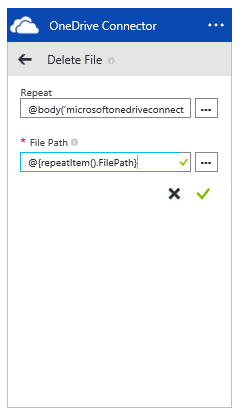 OneDrive Connector ...
Delete File
Repeat
@body('microsoftonedriveconnect ...
* File Path
@{repeatItem().FilePath} ...